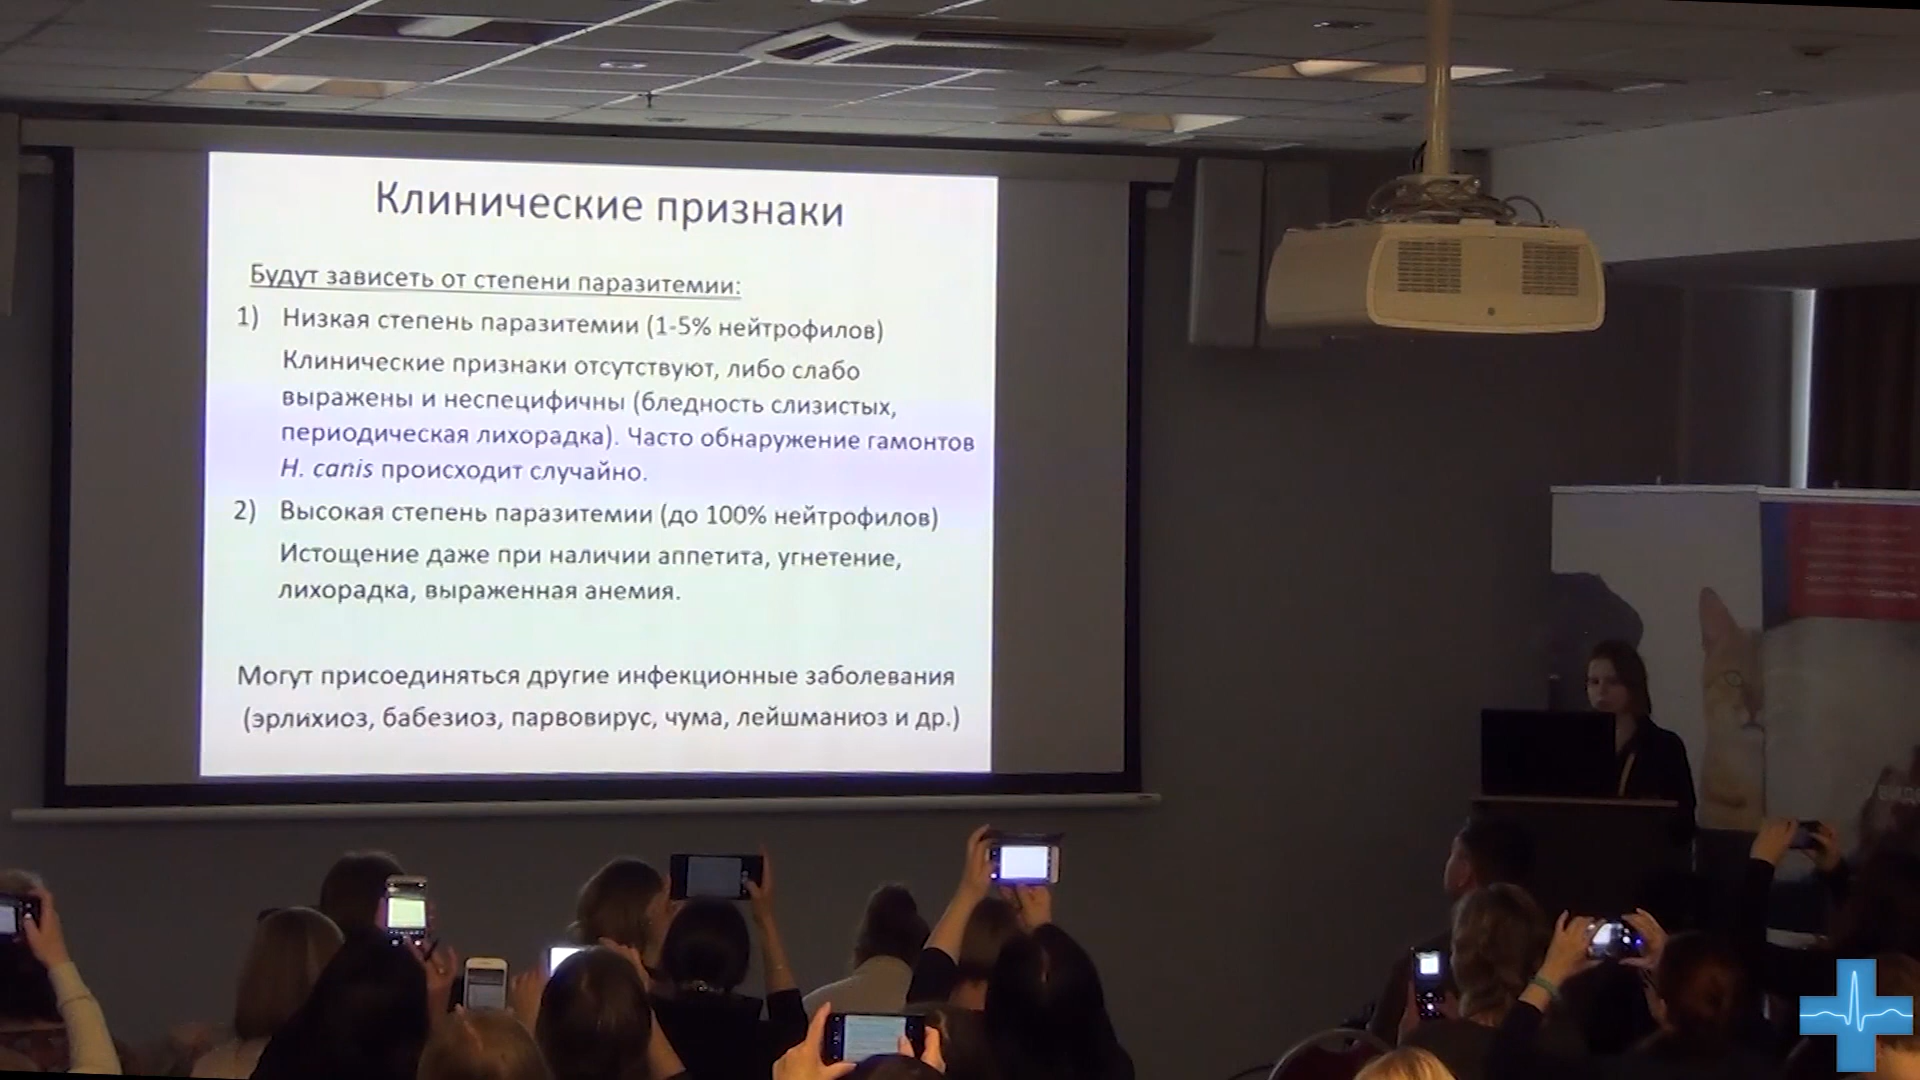 Клинические признаки
Будут зависеть от степени паразитемии:
1) Низкая степень паразитемии (1-5% нейтрофилов)
Клинические признаки отсутствуют, либо слабо
выражены и неспецифичны (бледность слизистых,
периодическая лихорадка). Часто обнаружение гамонтов
H. canis происходит случайно.
2) Высокая степень паразитемии (до 100% нейтрофилов)
Истощение даже при наличии аппетита, угнетение,
лихорадка, выраженная анемия.
Могут присоединяться другие инфекционные заболевания
(эрлихиоз, бабезиоз, парвовирус, чума, лейшманиоз и др.)